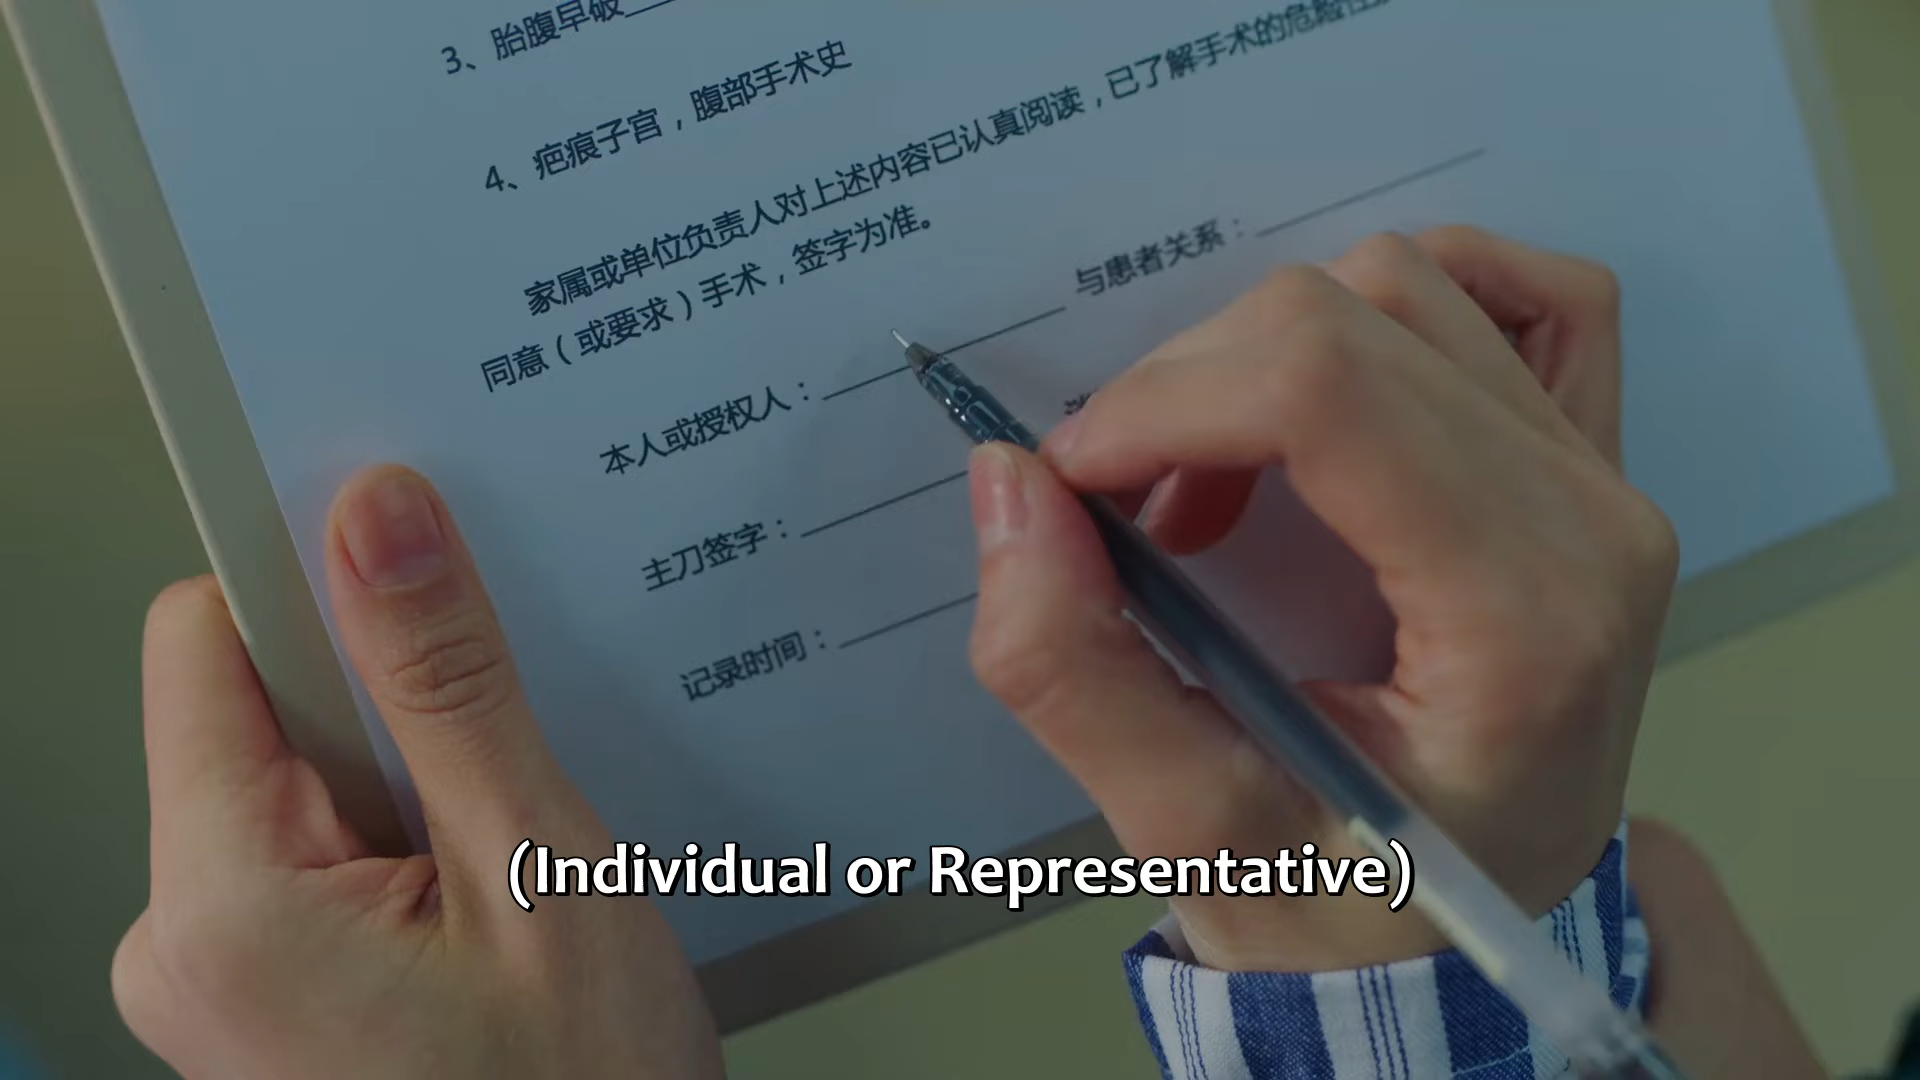 3、胎腹早破
4、疤痕子宫，腹部手术史
家属或单位负责人对上述内容已认真阅读，已了解手术的危险性
同意（或要求）手术，签字为准。
本人或授权人：
与患者关系：
主刀签字：
记录时间：
(Individual or Representative)